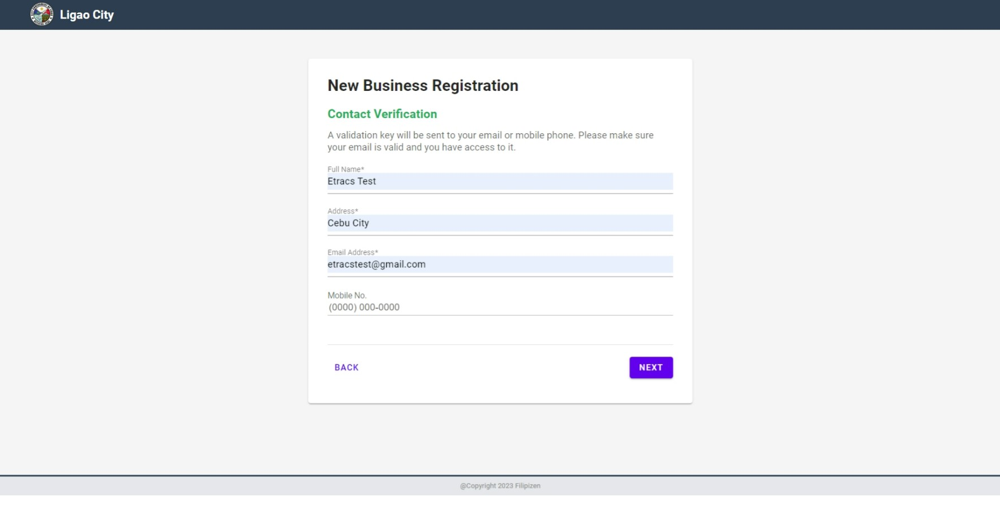 Ligao City
New Business Registration
Contact Verification
A validation key will be sent to your email or mobile phone. Please make sure
your email is valid and you have access to it.
Full Name*
Etracs Test
Address*
Cebu City
Email Address*
etracstest@gmail.com
Mobile No.
(0000) 000-0000
BACK
NEXT
@Copyright 2023 Filipizen